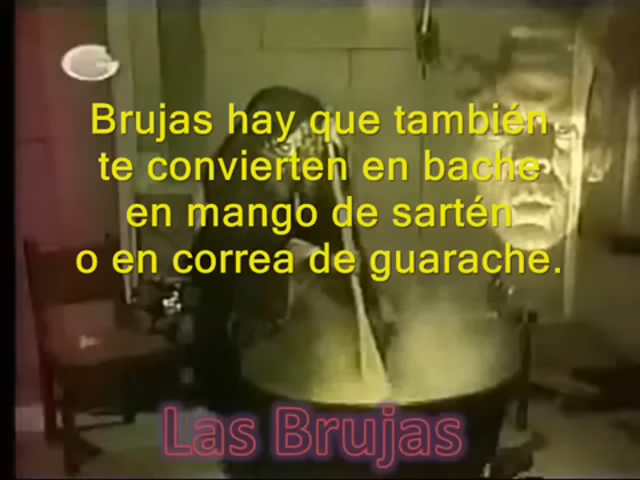 Brujas hay que también
te convierten en bache
en mango de sartén
o en correa de guarache.
Las Brujas